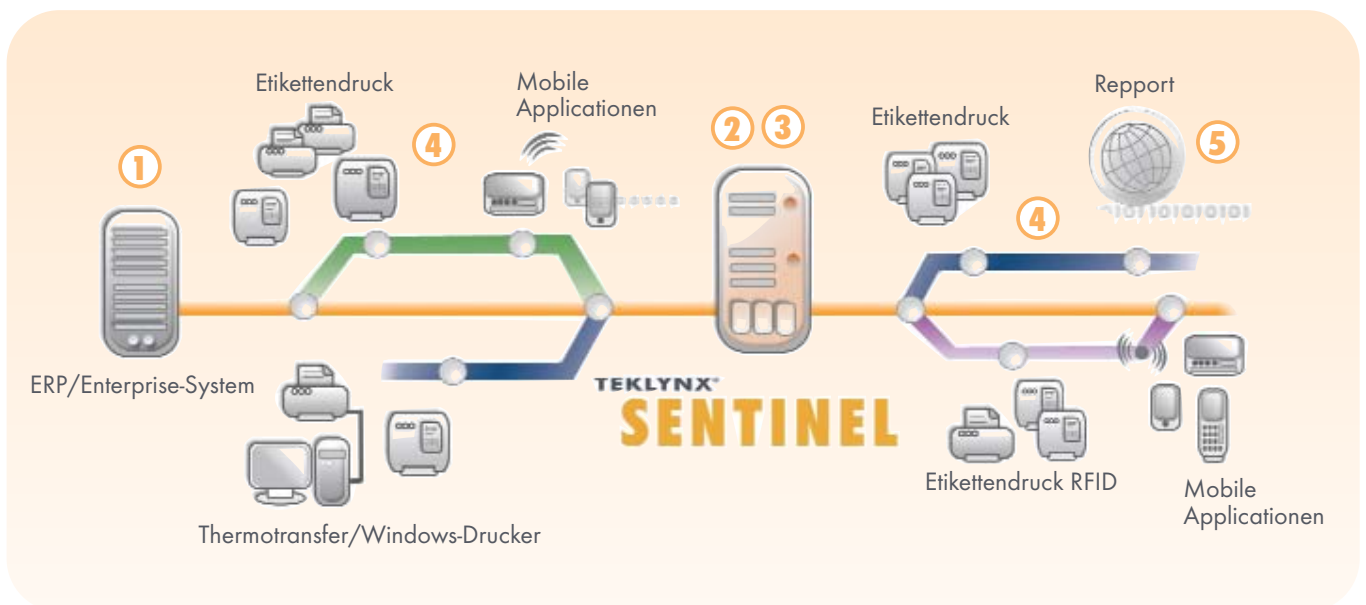 Etikettendruck
④
Mobile
Applicationen
①
② ③
Etikettendruck
Repport
⑤
④
101101010101
ERP/Enterprise-System
TEKLYNX®
SENTINEL
Thermotransfer/Windows-Drucker
Etikettendruck RFID
Mobile
Applicationen